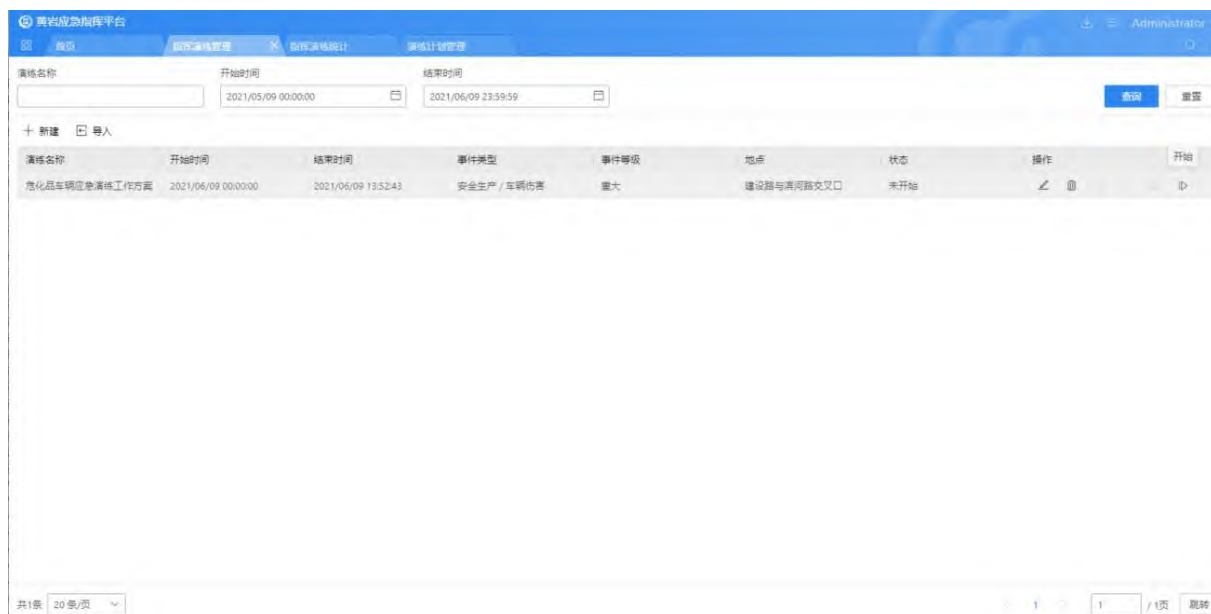 黄岩应急指挥平台 Administrator
首页 指挥演练管理 指挥演练统计 演练计划管理
演练名称 开始时间 结束时间
2021/05/09 00:00:00 2021/06/09 23:59:59 查询 重置
新建 导入
演练名称 开始时间 结束时间 事件类型 事件等级 地点 状态 操作 开始
危化品车辆应急演练工作方案 2021/06/09 00:00:00 2021/06/09 13:52:43 安全生产 / 车辆伤害 重大 建设路与滨河路交叉口 未开始
共1条 20 条/页 1 1 / 1页 跳转